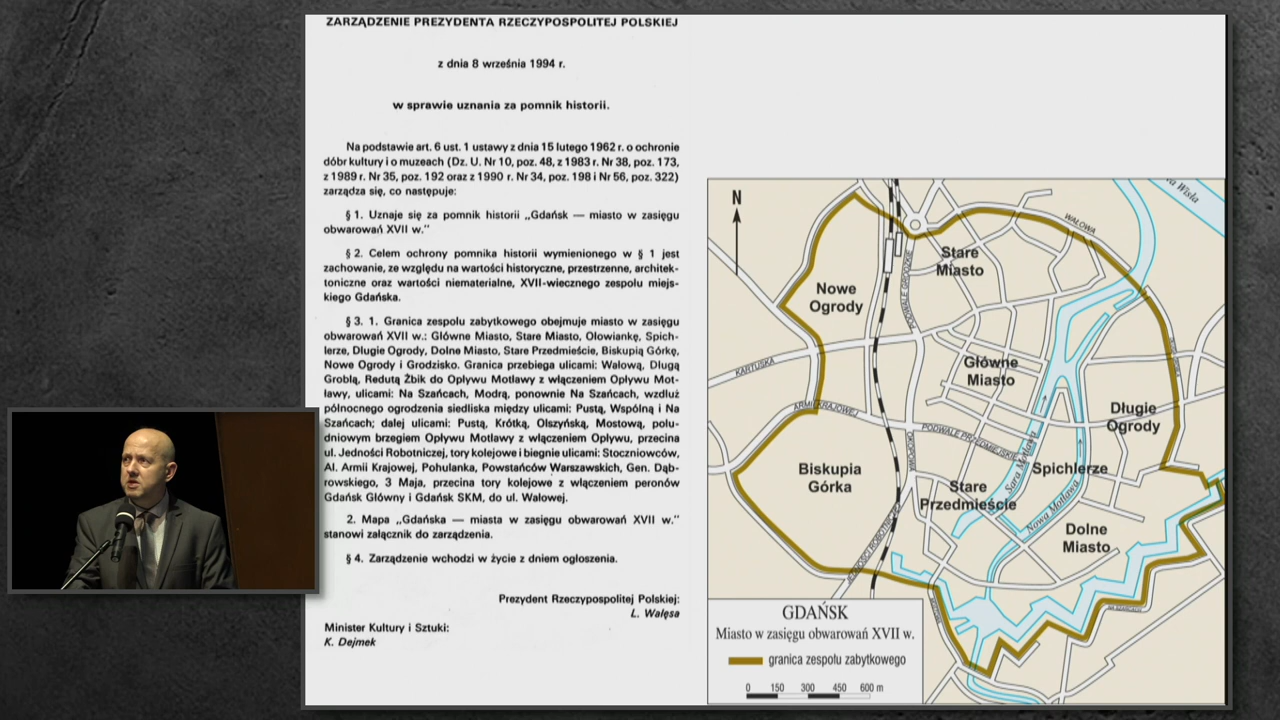 ZARZĄDZENIE PREZYDENTA RZECZYPOSPOLITEJ POLSKIEJ
z dnia 8 września 1994 r.
w sprawie uznania za pomnik historii.
Na podstawie art. 6 ust. 1 ustawy z dnia 15 lutego 1962 r. o ochronie
dóbr kultury i o muzeach (Dz. U. Nr 10, poz. 48, z 1983 r. Nr 38, poz. 173,
z 1989 r. Nr 35, poz. 192 oraz z 1990 r. Nr 34, poz. 198 i Nr 56, poz. 322)
zarządza się, co następuje:
§ 1. Uznaje się za pomnik historii „Gdańsk — miasto w zasięgu
obwarowań XVII w."
§ 2. Celem ochrony pomnika historii wymienionego w § 1 jest
zachowanie, ze względu na wartości historyczne, przestrzenne, architek-
toniczne oraz wartości niematerialne, XVII-wiecznego zespołu miejs-
kiego Gdańska.
§ 3. 1. Granica zespołu zabytkowego obejmuje miasto w zasięgu
obwarowań XVII w.: Główne Miasto, Stare Miasto, Ołowiankę, Spich-
lerze, Długie Ogrody, Dolne Miasto, Stare Przedmieście, Biskupią Górkę,
Nowe Ogrody i Grodzisko. Granica przebiega ulicami: Wałową, Długą
Groblą, Redutą Żbik do Opływu Motławy z włączeniem Opływu Mot-
ławy, ulicami: Na Szańcach, Modrą, ponownie Na Szańcach, wzdłuż
północnego ogrodzenia siedliska między ulicami: Pustą, Wspólną i Na
Szańcach; dalej ulicami: Pustą, Krótką, Olszyńską, Mostową, połu-
dniowym brzegiem Opływu Motławy z włączeniem Opływu, przecina
ul. Jedności Robotniczej, tory kolejowe i biegnie ulicami: Stoczniowców,
Al. Armii Krajowej, Pohulanka, Powstańców Warszawskich, Gen. Dąb-
rowskiego, 3 Maja, przecina tory kolejowe z włączeniem peronów
Gdańsk Główny i Gdańsk SKM, do ul. Wałowej.
2. Mapa „Gdańska — miasta w zasięgu obwarowań XVII w."
stanowi załącznik do zarządzenia.
§ 4. Zarządzenie wchodzi w życie z dniem ogłoszenia.
Prezydent Rzeczypospolitej Polskiej:
L. Wałęsa
Minister Kultury i Sztuki:
K. Dejmek
N
Wisła
WAŁOWA
Stare
Miasto
Nowe
Ogrody
PODWALE GRODZKIE
KARTUSKA
Główne
Miasto
ARMII KRAJOWEJ
Długie
Ogrody
PODWALE PRZEDMIEJSKIE
OKOPOWA
Biskupia
Górka
Stara Motława
Spichlerze
Stare
Przedmieście
Nowa Motława
Dolne
Miasto
JEDNOŚCI ROBOTNICZEJ
GDAŃSK
Miasto w zasięgu obwarowań XVII w.
granica zespołu zabytkowego
0 150 300 450 600 m